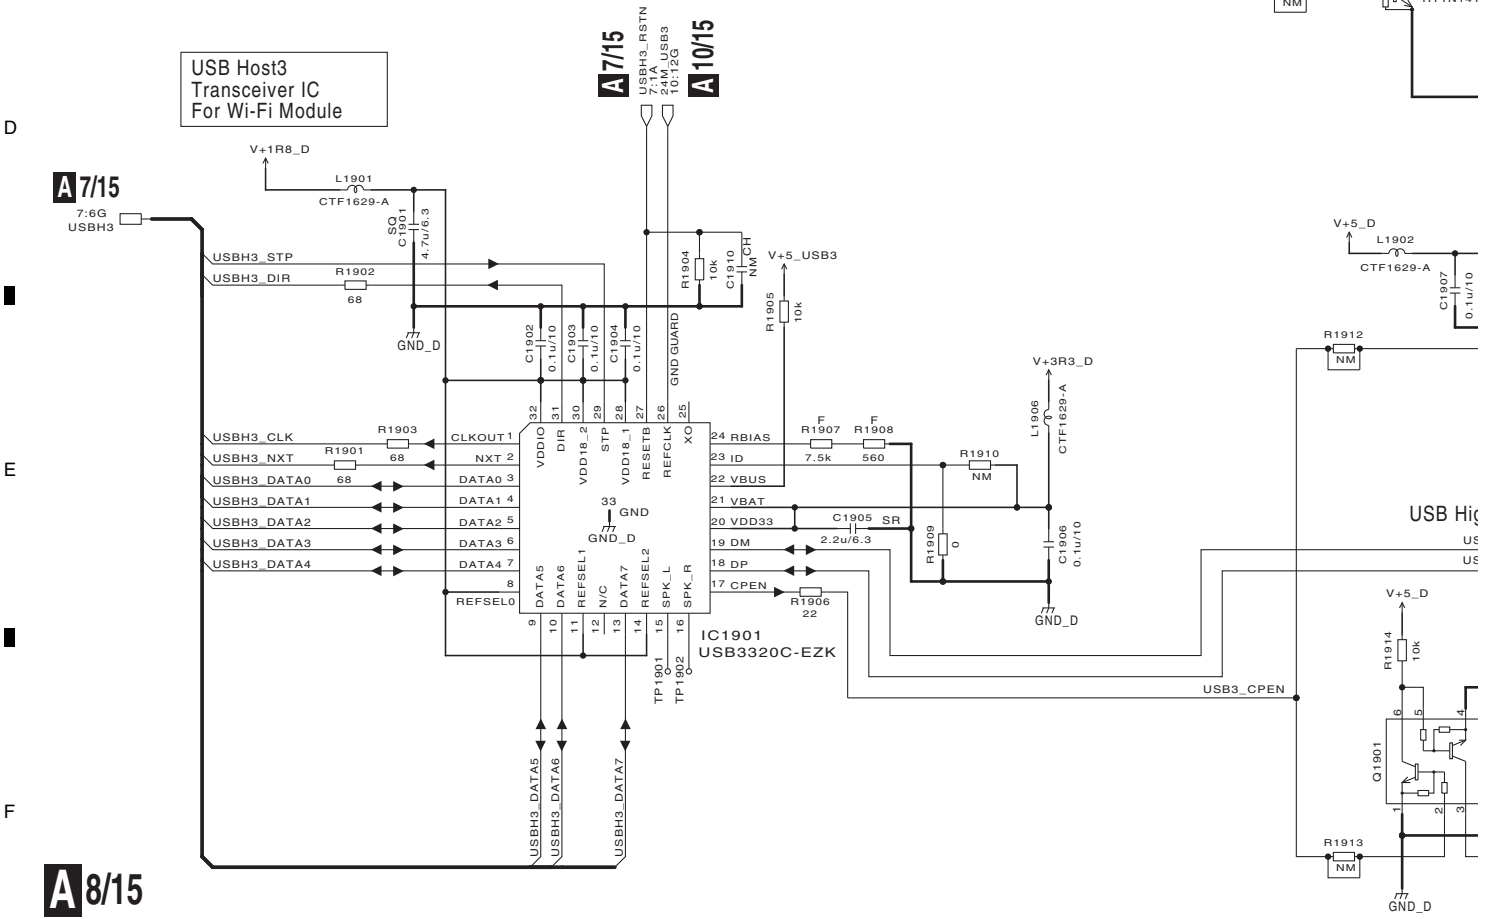 NM
D
USB Host3
Transceiver IC
For Wi-Fi Module
A 7/15
USBH3_RSTN
7:1A
24M_USB3
10:12G
A 10/15
V+1R8_D
L1901
CTF1629-A
A 7/15
7:6G
USBH3
SQ
C1901
4.7u/6.3
USBH3_STP
USBH3_DIR
R1902
68
GND_D
C1902
0.1u/10
C1903
0.1u/10
C1904
0.1u/10
GND GUARD
R1904
10k
C1910
NM
CH
V+5_USB3
R1905
10k
V+5_D
L1902
CTF1629-A
C1907
0.1u/10
R1912
NM
V+3R3_D
L1906
CTF1629-A
E
USBH3_CLK
R1903
68
USBH3_NXT
R1901
68
USBH3_DATA0
USBH3_DATA1
USBH3_DATA2
USBH3_DATA3
USBH3_DATA4
32
31
30
29
28
27
26
25
VDDIO
DIR
VDD18_2
STP
VDD18_1
RESETB
REFCLK
XO
CLKOUT 1
NXT 2
DATA0 3
DATA1 4
DATA2 5
DATA3 6
DATA4 7
8
REFSEL0
33
GND
GND_D
24 RBIAS
23 ID
22 VBUS
21 VBAT
20 VDD33
19 DM
18 DP
17 CPEN
F
R1907
7.5k
F
R1908
560
R1910
NM
C1905
2.2u/6.3
SR
R1909
0
C1906
0.1u/10
R1906
22
GND_D
DATA5
DATA6
REFSEL1
N/C
DATA7
REFSEL2
SPK_L
SPK_R
9
10
11
12
13
14
15
16
IC1901
USB3320C-EZK
TP1901
TP1902
USB3_CPEN
USB Hig
US
US
V+5_D
R1914
10k
6
5
4
Q1901
1
2
3
USBH3_DATA5
USBH3_DATA6
USBH3_DATA7
F
R1913
NM
GND_D
A 8/15